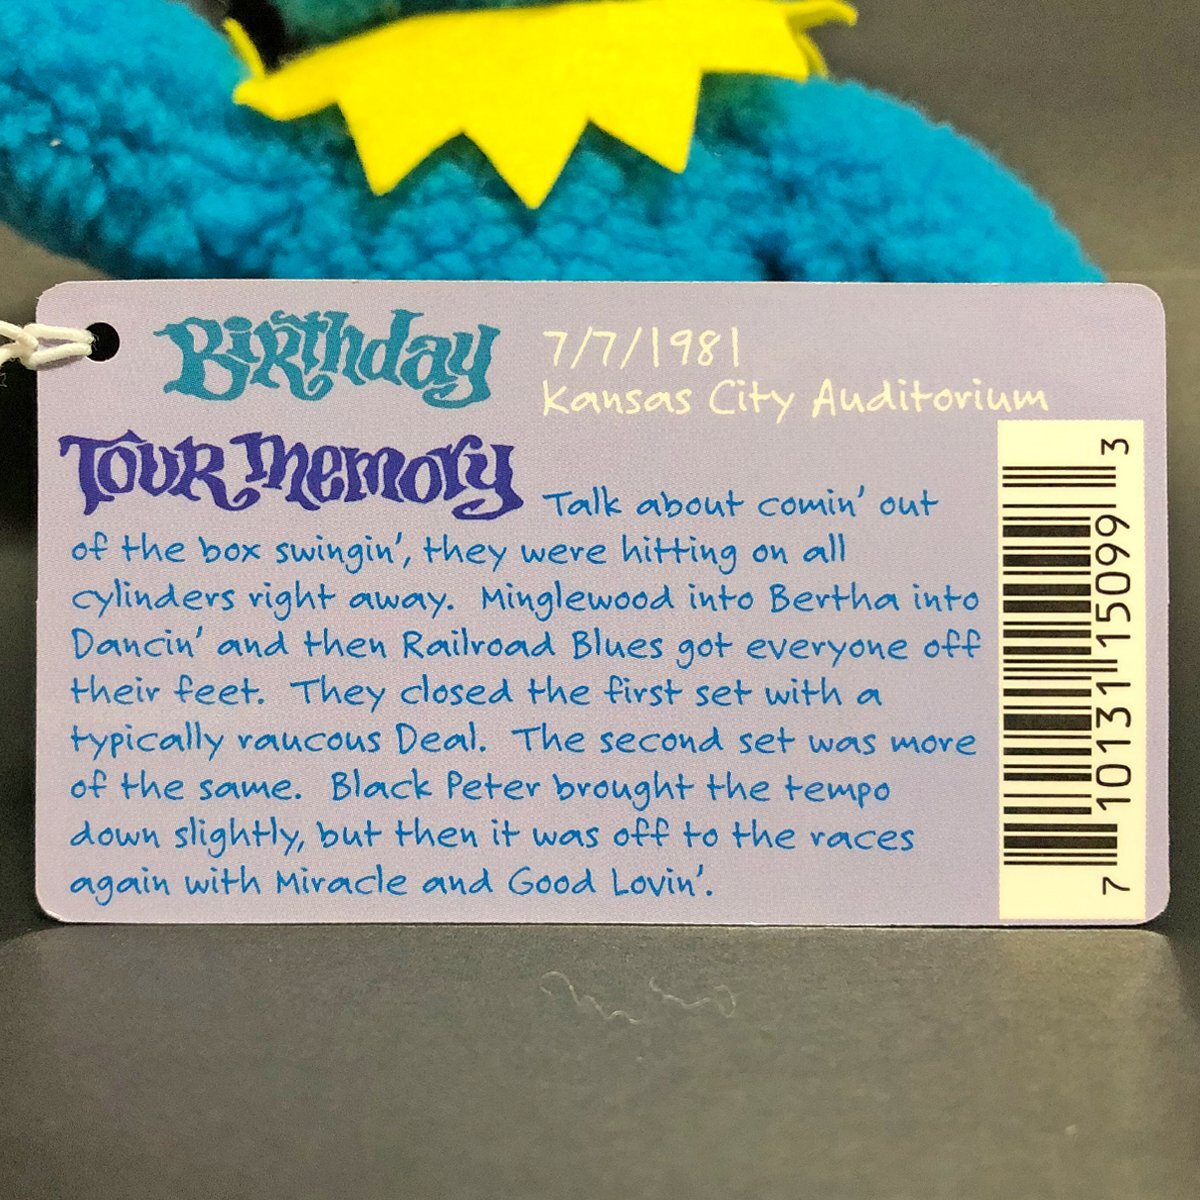 Birthday 7/7/1981
Kansas City Auditorium
Tour Memory Talk about comin' out
of the box swingin', they were hitting on all
cylinders right away. Minglewood into Bertha into
Dancin' and then Railroad Blues got everyone off
their feet. They closed the first set with a
typically raucous Deal. The second set was more
of the same. Black Peter brought the tempo
down slightly, but then it was off to the races
again with Miracle and Good Lovin'.
7 10131 15099 3